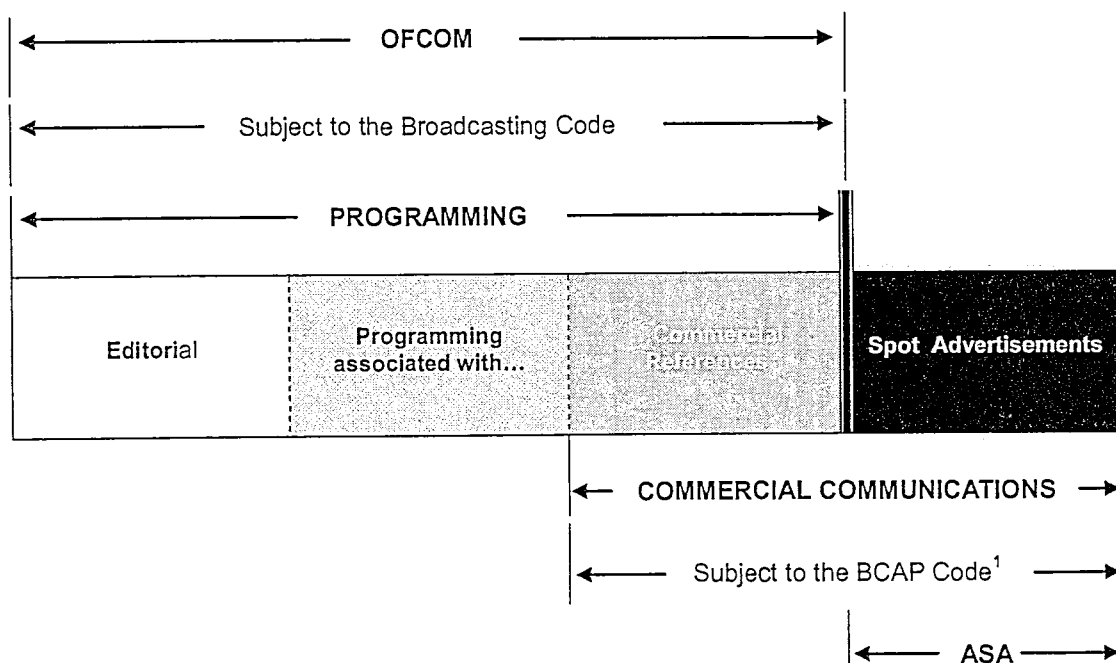 OFCOM
Subject to the Broadcasting Code
PROGRAMMING
Editorial
Programming
associated with...
Commercial
References
Spot Advertisements
COMMERCIAL COMMUNICATIONS
Subject to the BCAP Code¹
ASA